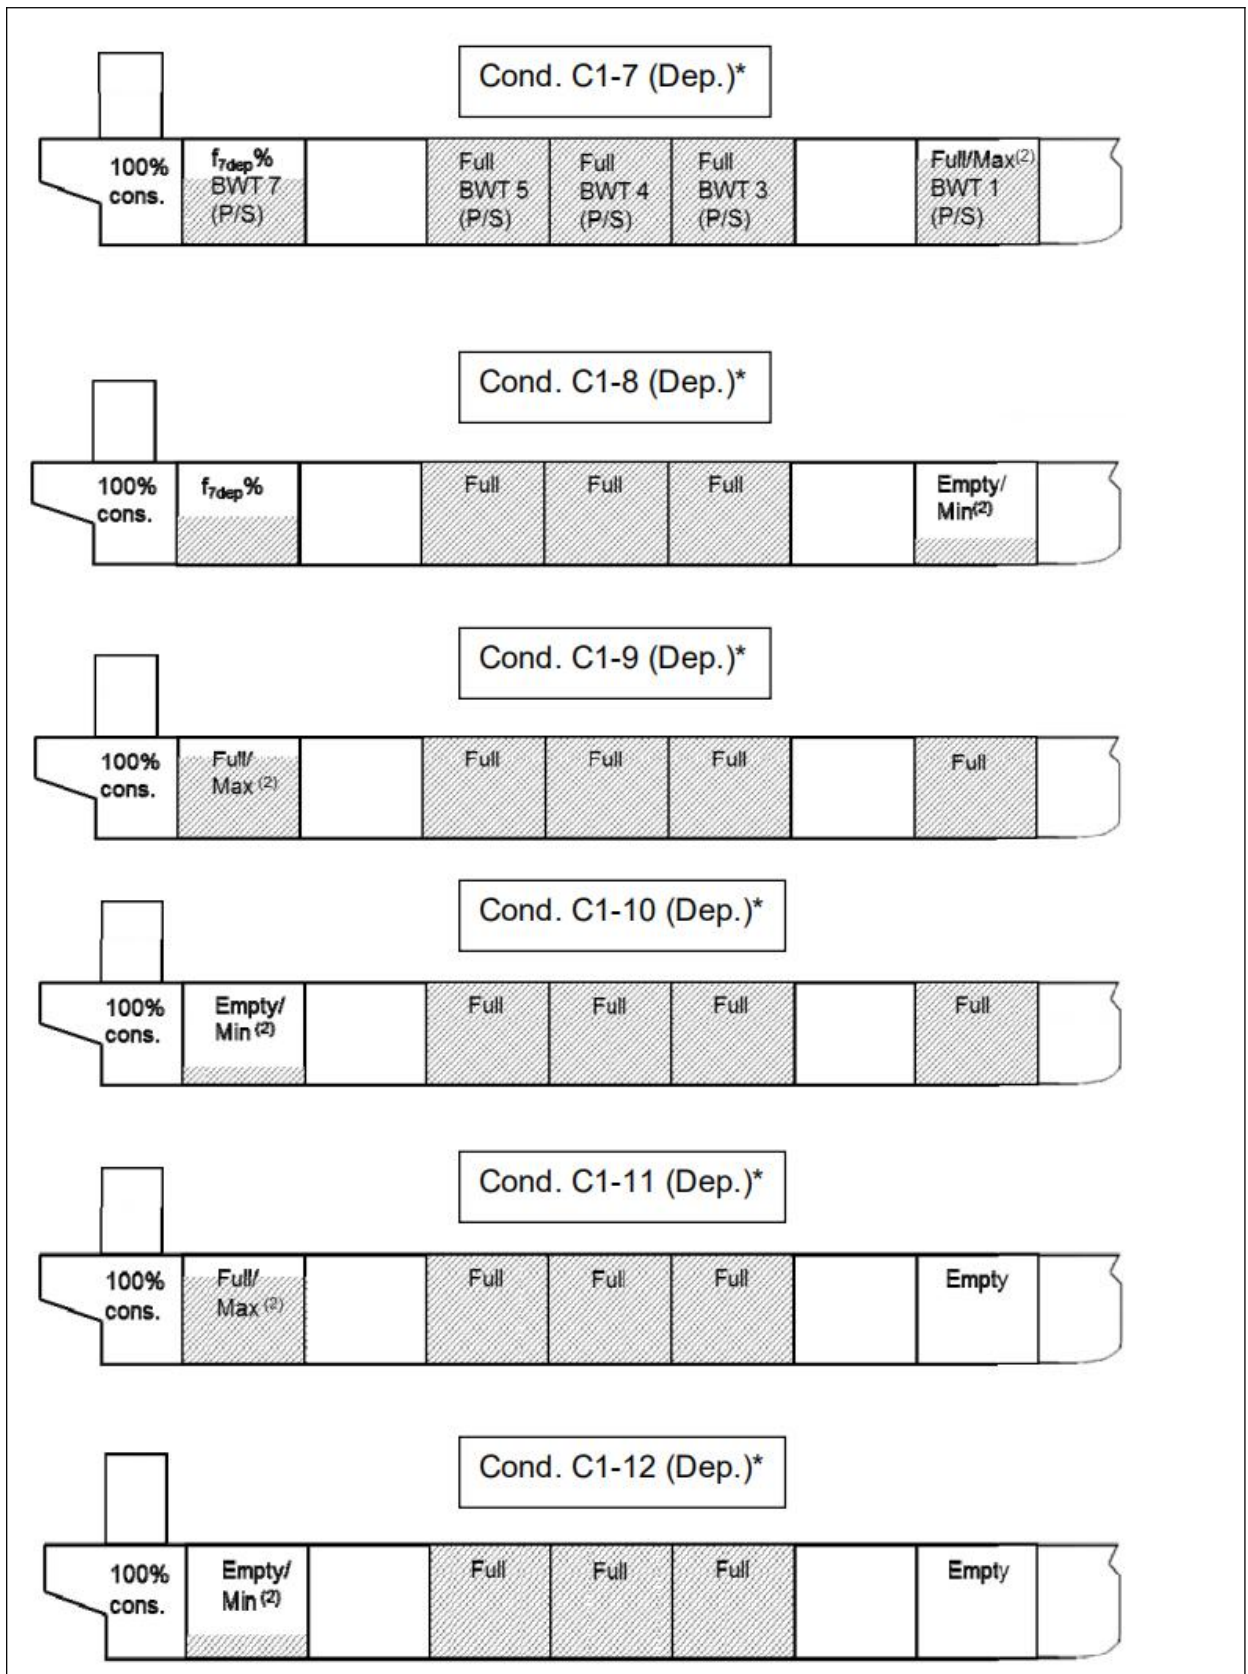 Cond. C1-7 (Dep.)*
100%
cons.
f7dep%
BWT 7
(P/S)
Full
BWT 5
(P/S)
Full
BWT 4
(P/S)
Full
BWT 3
(P/S)
Full/Max(2)
BWT 1
(P/S)
Cond. C1-8 (Dep.)*
100%
cons.
f7dep%
Full
Full
Full
Empty/
Min(2)
Cond. C1-9 (Dep.)*
100%
cons.
Full/
Max (2)
Full
Full
Full
Full
Cond. C1-10 (Dep.)*
100%
cons.
Empty/
Min (2)
Full
Full
Full
Full
Cond. C1-11 (Dep.)*
100%
cons.
Full/
Max (2)
Full
Full
Full
Empty
Cond. C1-12 (Dep.)*
100%
cons.
Empty/
Min (2)
Full
Full
Full
Empty